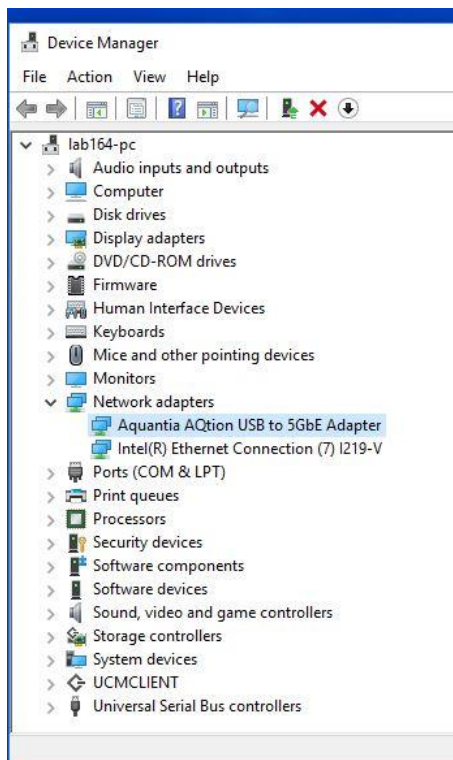 Device Manager
File Action View Help
lab164-pc
Audio inputs and outputs
Computer
Disk drives
Display adapters
DVD/CD-ROM drives
Firmware
Human Interface Devices
Keyboards
Mice and other pointing devices
Monitors
Network adapters
Aquantia AQtion USB to 5GbE Adapter
Intel(R) Ethernet Connection (7) I219-V
Ports (COM & LPT)
Print queues
Processors
Security devices
Software components
Software devices
Sound, video and game controllers
Storage controllers
System devices
UCMCLIENT
Universal Serial Bus controllers